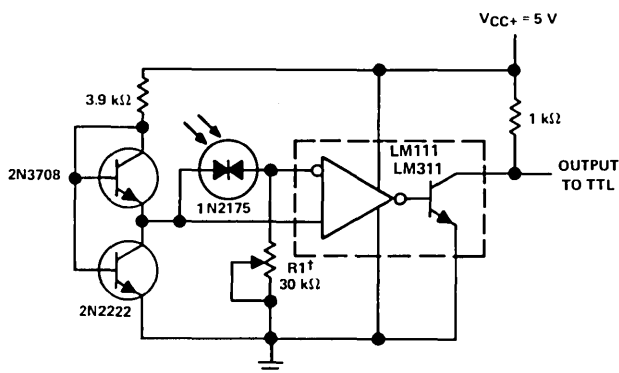 VCC+ = 5 V
3.9 kΩ
1 kΩ
LM111
LM311
2N3708
OUTPUT
TO TTL
1N2175
R1†
30 kΩ
2N2222